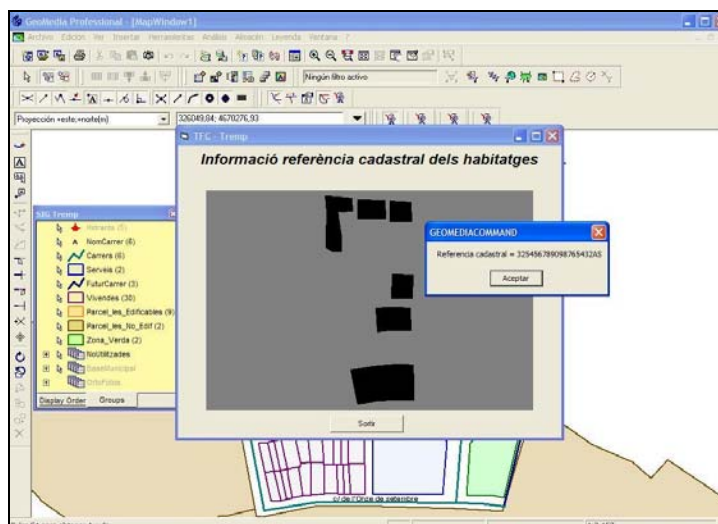 GeoMedia Professional - [MapWindow1]
Archivo Edición Ver Insertar Herramientas Análisis Almacén Leyenda Ventana ?
Ningún filtro activo
Proyección +este;+norte(m)
326049,84; 4670276,93
TFC - Tremp
Informació referència cadastral dels habitatges
SIG Tremp
NomCarrer (6)
Carrers (6)
Serveis (2)
FuturCarrer (3)
Vivendes (30)
Parcel_les_Edificables (9)
Parcel_les_No_Edif (2)
Zona_Verda (2)
NoUtilitzades
BaseMunicipal
OrtoFotos
Display Order Groups
GEOMEDIACOMMAND
Referencia cadastral = 325456789098765432AS
Aceptar
Sortir
c/ de l'Onze de setembre